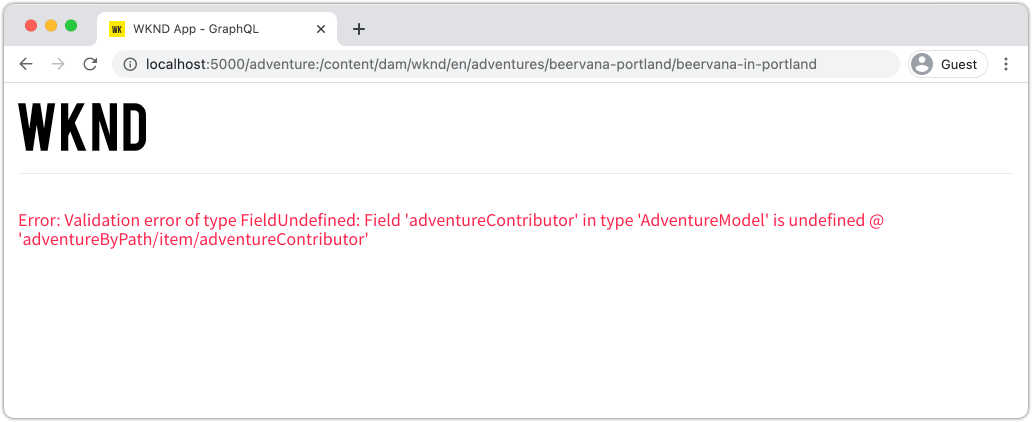 WK WKND App - GraphQL
localhost:5000/adventure:/content/dam/wknd/en/adventures/beervana-portland/beervana-in-portland
Guest
WKND
Error: Validation error of type FieldUndefined: Field 'adventureContributor' in type 'AdventureModel' is undefined @
'adventureByPath/item/adventureContributor'